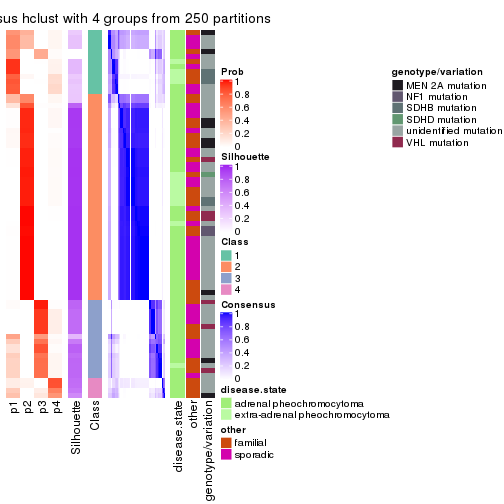 sus hclust with 4 groups from 250 partitions
Prob
1
0.8
0.6
0.4
0.2
0
Silhouette
1
0.8
0.6
0.4
0.2
0
Class
1
2
3
4
Consensus
1
0.8
0.6
0.4
0.2
0
disease.state
adrenal pheochromocytoma
extra-adrenal pheochromocytoma
other
familial
sporadic
genotype/variation
MEN 2A mutation
NF1 mutation
SDHB mutation
SDHD mutation
unidentified mutation
VHL mutation
p1
p2
p3
p4
Silhouette
Class
disease.state
other
genotype/variation